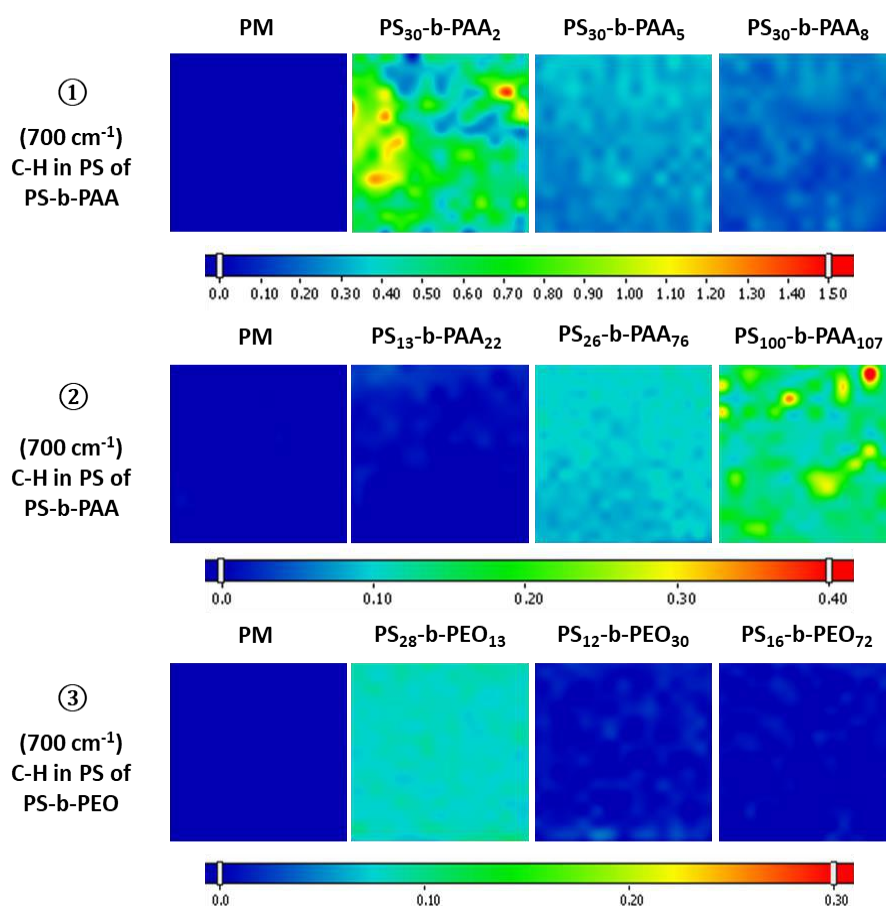 PM PS₃₀-b-PAA₂ PS₃₀-b-PAA₅ PS₃₀-b-PAA₈
①
(700 cm⁻¹)
C-H in PS of
PS-b-PAA
0.0 0.10 0.20 0.30 0.40 0.50 0.60 0.70 0.80 0.90 1.00 1.10 1.20 1.30 1.40 1.50
PM PS₁₃-b-PAA₂₂ PS₂₆-b-PAA₇₆ PS₁₀₀-b-PAA₁₀₇
②
(700 cm⁻¹)
C-H in PS of
PS-b-PAA
0.0 0.10 0.20 0.30 0.40
PM PS₂₈-b-PEO₁₃ PS₁₂-b-PEO₃₀ PS₁₆-b-PEO₇₂
③
(700 cm⁻¹)
C-H in PS of
PS-b-PEO
0.0 0.10 0.20 0.30